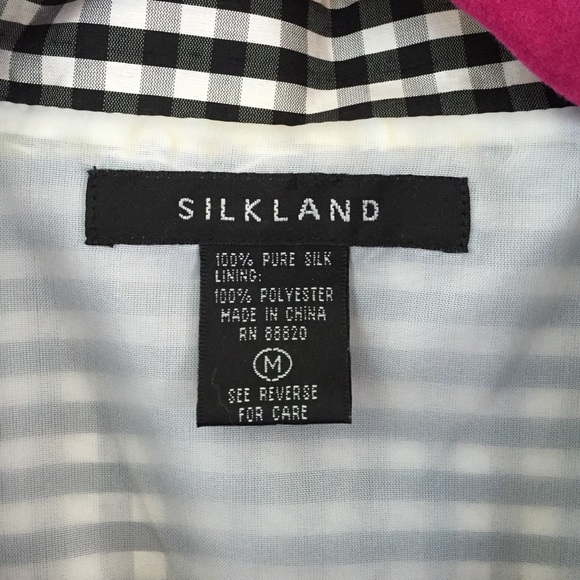 SILKLAND
100% PURE SILK
LINING:
100% POLYESTER
MADE IN CHINA
RN 88820
M
SEE REVERSE
FOR CARE